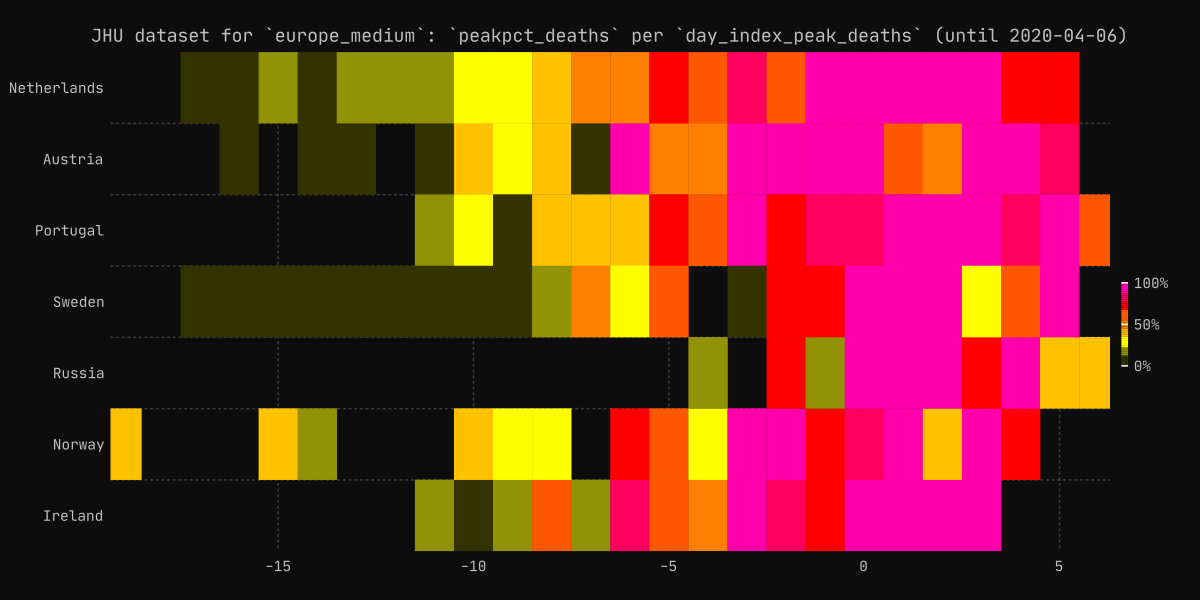 JHU dataset for `europe_medium`: `peakpct_deaths` per `day_index_peak_deaths` (until 2020-04-06)
Netherlands
Austria
Portugal
Sweden
Russia
Norway
Ireland
100%
50%
0%
-15
-10
-5
0
5